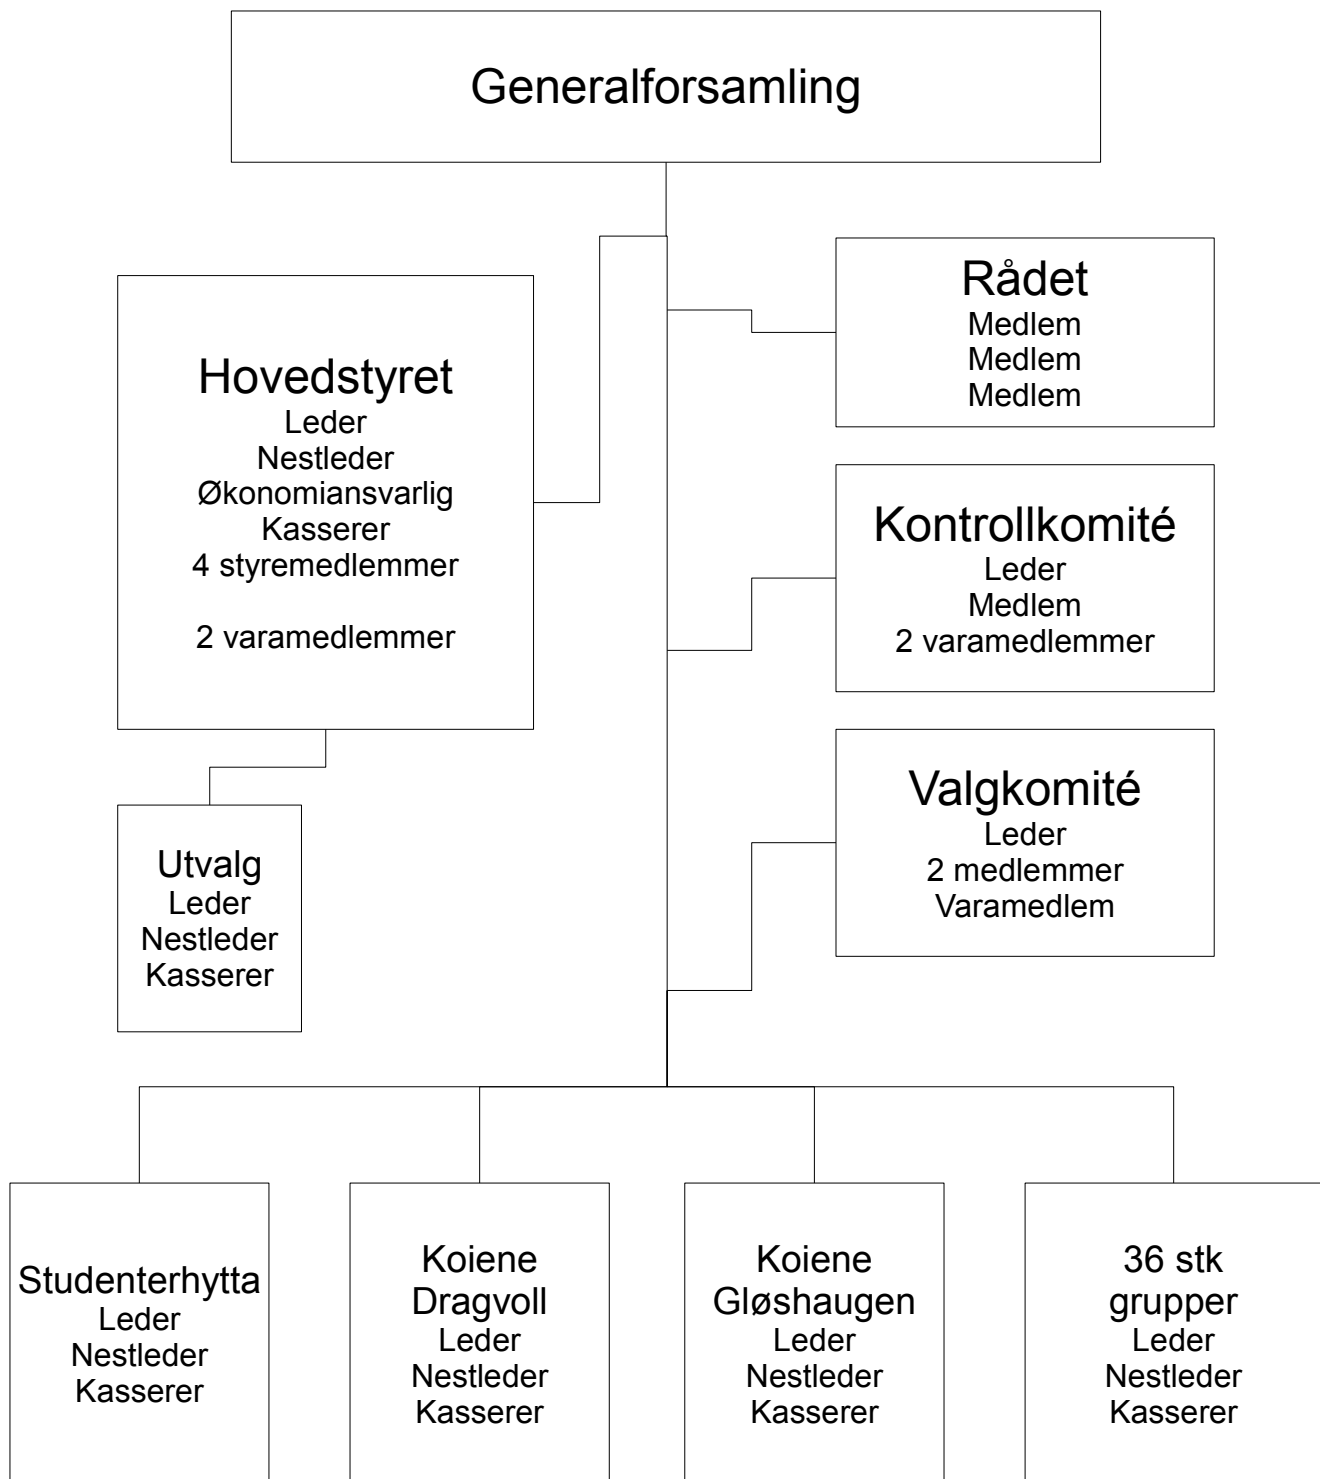 Generalforsamling
Hovedstyret
Leder
Nestleder
Økonomiansvarlig
Kasserer
4 styremedlemmer
2 varamedlemmer
Rådet
Medlem
Medlem
Medlem
Kontrollkomité
Leder
Medlem
2 varamedlemmer
Valgkomité
Leder
2 medlemmer
Varamedlem
Utvalg
Leder
Nestleder
Kasserer
Studenterhytta
Leder
Nestleder
Kasserer
Koiene
Dragvoll
Leder
Nestleder
Kasserer
Koiene
Gløshaugen
Leder
Nestleder
Kasserer
36 stk
grupper
Leder
Nestleder
Kasserer